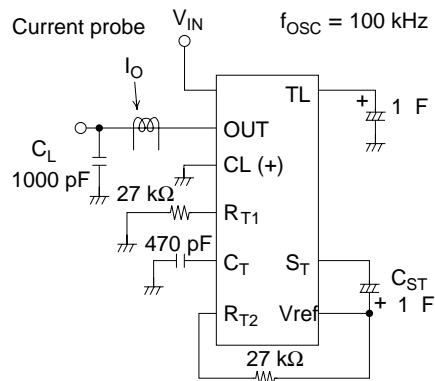 Current probe
V_IN
f_OSC = 100 kHz
I_O
TL
+
1 F
OUT
C_L
1000 pF
CL (+)
27 kΩ
R_T1
470 pF
C_T
S_T
C_ST
+ 1 F
R_T2
Vref
27 kΩ